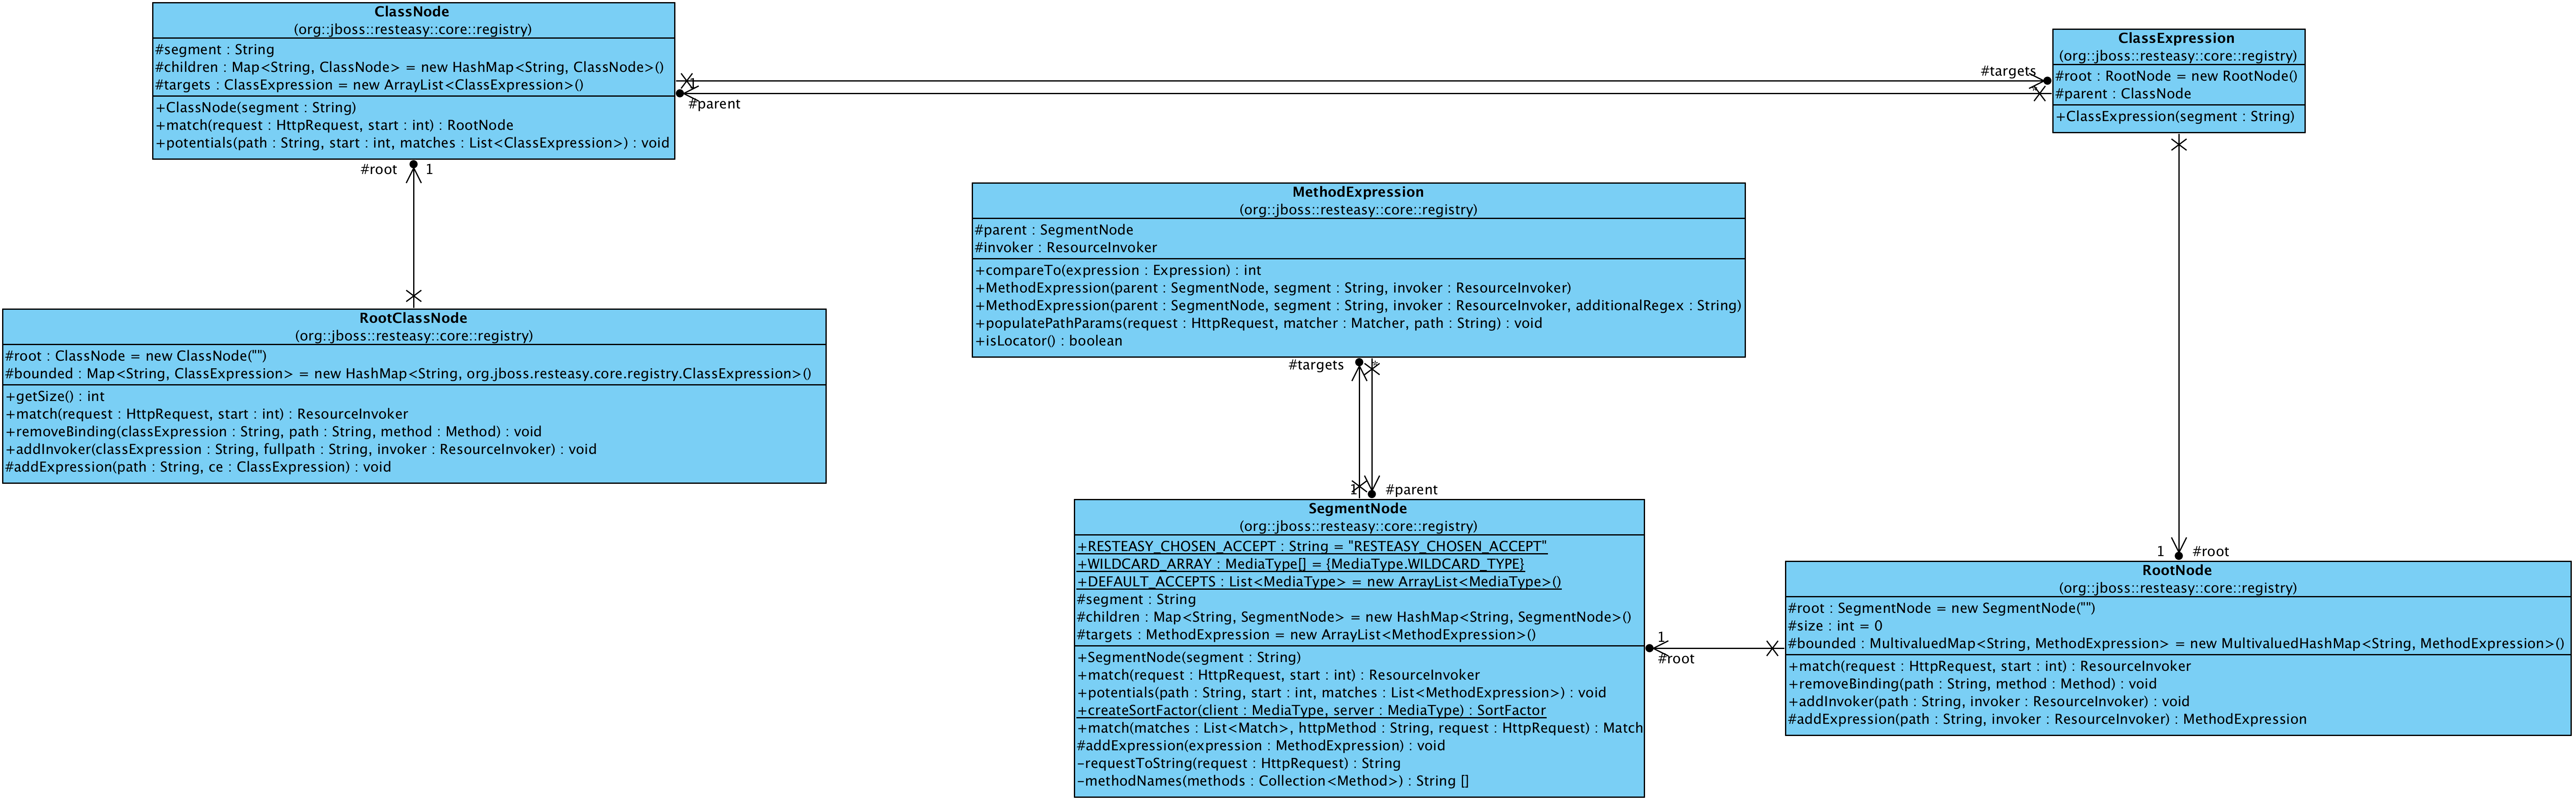 ClassNode
(org::jboss::resteasy::core::registry)
#segment : String
#children : Map<String, ClassNode> = new HashMap<String, ClassNode>()
#targets : ClassExpression = new ArrayList<ClassExpression>()
+ClassNode(segment : String)
+match(request : HttpRequest, start : int) : RootNode
+potentials(path : String, start : int, matches : List<ClassExpression>) : void
1
#parent
#targets
*
ClassExpression
(org::jboss::resteasy::core::registry)
#root : RootNode = new RootNode()
#parent : ClassNode
+ClassExpression(segment : String)
#root
1
MethodExpression
(org::jboss::resteasy::core::registry)
#parent : SegmentNode
#invoker : ResourceInvoker
+compareTo(expression : Expression) : int
+MethodExpression(parent : SegmentNode, segment : String, invoker : ResourceInvoker)
+MethodExpression(parent : SegmentNode, segment : String, invoker : ResourceInvoker, additionalRegex : String)
+populatePathParams(request : HttpRequest, matcher : Matcher, path : String) : void
+isLocator() : boolean
RootClassNode
(org::jboss::resteasy::core::registry)
#root : ClassNode = new ClassNode("")
#bounded : Map<String, ClassExpression> = new HashMap<String, org.jboss.resteasy.core.registry.ClassExpression>()
+getSize() : int
+match(request : HttpRequest, start : int) : ResourceInvoker
+removeBinding(classExpression : String, path : String, method : Method) : void
+addInvoker(classExpression : String, fullpath : String, invoker : ResourceInvoker) : void
#addExpression(path : String, ce : ClassExpression) : void
#targets
*
1
#parent
SegmentNode
(org::jboss::resteasy::core::registry)
+RESTEASY_CHOSEN_ACCEPT : String = "RESTEASY_CHOSEN_ACCEPT"
+WILDCARD_ARRAY : MediaType[] = {MediaType.WILDCARD_TYPE}
+DEFAULT_ACCEPTS : List<MediaType> = new ArrayList<MediaType>()
#segment : String
#children : Map<String, SegmentNode> = new HashMap<String, SegmentNode>()
#targets : MethodExpression = new ArrayList<MethodExpression>()
+SegmentNode(segment : String)
+match(request : HttpRequest, start : int) : ResourceInvoker
+potentials(path : String, start : int, matches : List<MethodExpression>) : void
+createSortFactor(client : MediaType, server : MediaType) : SortFactor
+match(matches : List<Match>, httpMethod : String, request : HttpRequest) : Match
#addExpression(expression : MethodExpression) : void
-requestToString(request : HttpRequest) : String
-methodNames(methods : Collection<Method>) : String []
1
#root
1
#root
RootNode
(org::jboss::resteasy::core::registry)
#root : SegmentNode = new SegmentNode("")
#size : int = 0
#bounded : MultivaluedMap<String, MethodExpression> = new MultivaluedHashMap<String, MethodExpression>()
+match(request : HttpRequest, start : int) : ResourceInvoker
+removeBinding(path : String, method : Method) : void
+addInvoker(path : String, invoker : ResourceInvoker) : void
#addExpression(path : String, invoker : ResourceInvoker) : MethodExpression